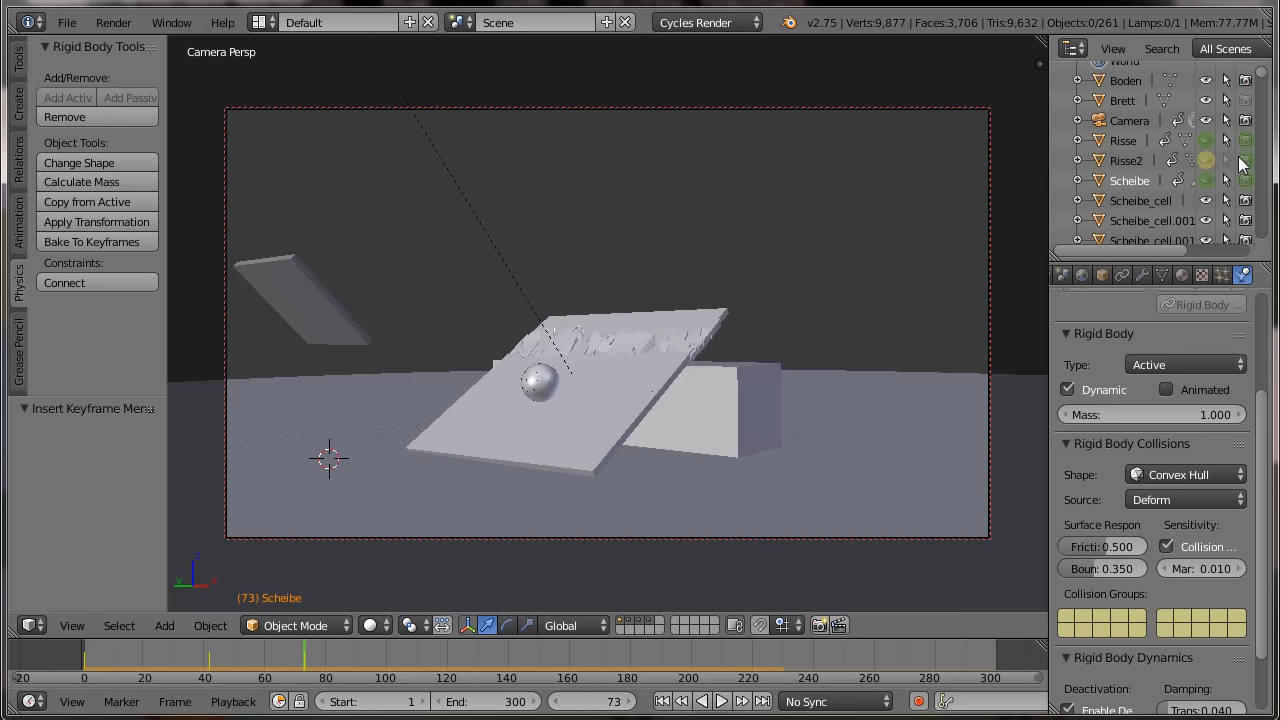 File Render Window Help Default Scene Cycles Render v2.75 | Verts:9,877 | Faces:3,706 | Tris:9,632 | Objects:0/261 | Lamps:0/1 | Mem:77.77M |
Rigid Body Tools
Add/Remove:
Add Activ Add Passiv
Remove
Object Tools:
Change Shape
Calculate Mass
Copy from Active
Apply Transformation
Bake To Keyframes
Constraints:
Connect
Insert Keyframe Menu
Tools
Create
Relations
Animation
Physics
Grease Pencil
Camera Persp
(73) Scheibe
z
y x
View Search All Scenes
World
Boden
Brett
Camera
Risse
Risse2
Scheibe
Scheibe_cell
Scheibe_cell.001
Scheibe_cell.001
Rigid Body ...
Rigid Body
Type: Active
Dynamic Animated
Mass: 1.000
Rigid Body Collisions
Shape: Convex Hull
Source: Deform
Surface Respon Sensitivity:
Fricti: 0.500 Collision ...
Boun: 0.350 Mar: 0.010
Collision Groups:
Rigid Body Dynamics
Deactivation: Damping:
Enable De Trans: 0.040
View Select Add Object Object Mode Global
-20 0 20 40 60 80 100 120 140 160 180 200 220 240 260 280 300
View Marker Frame Playback Start: 1 End: 300 73 No Sync